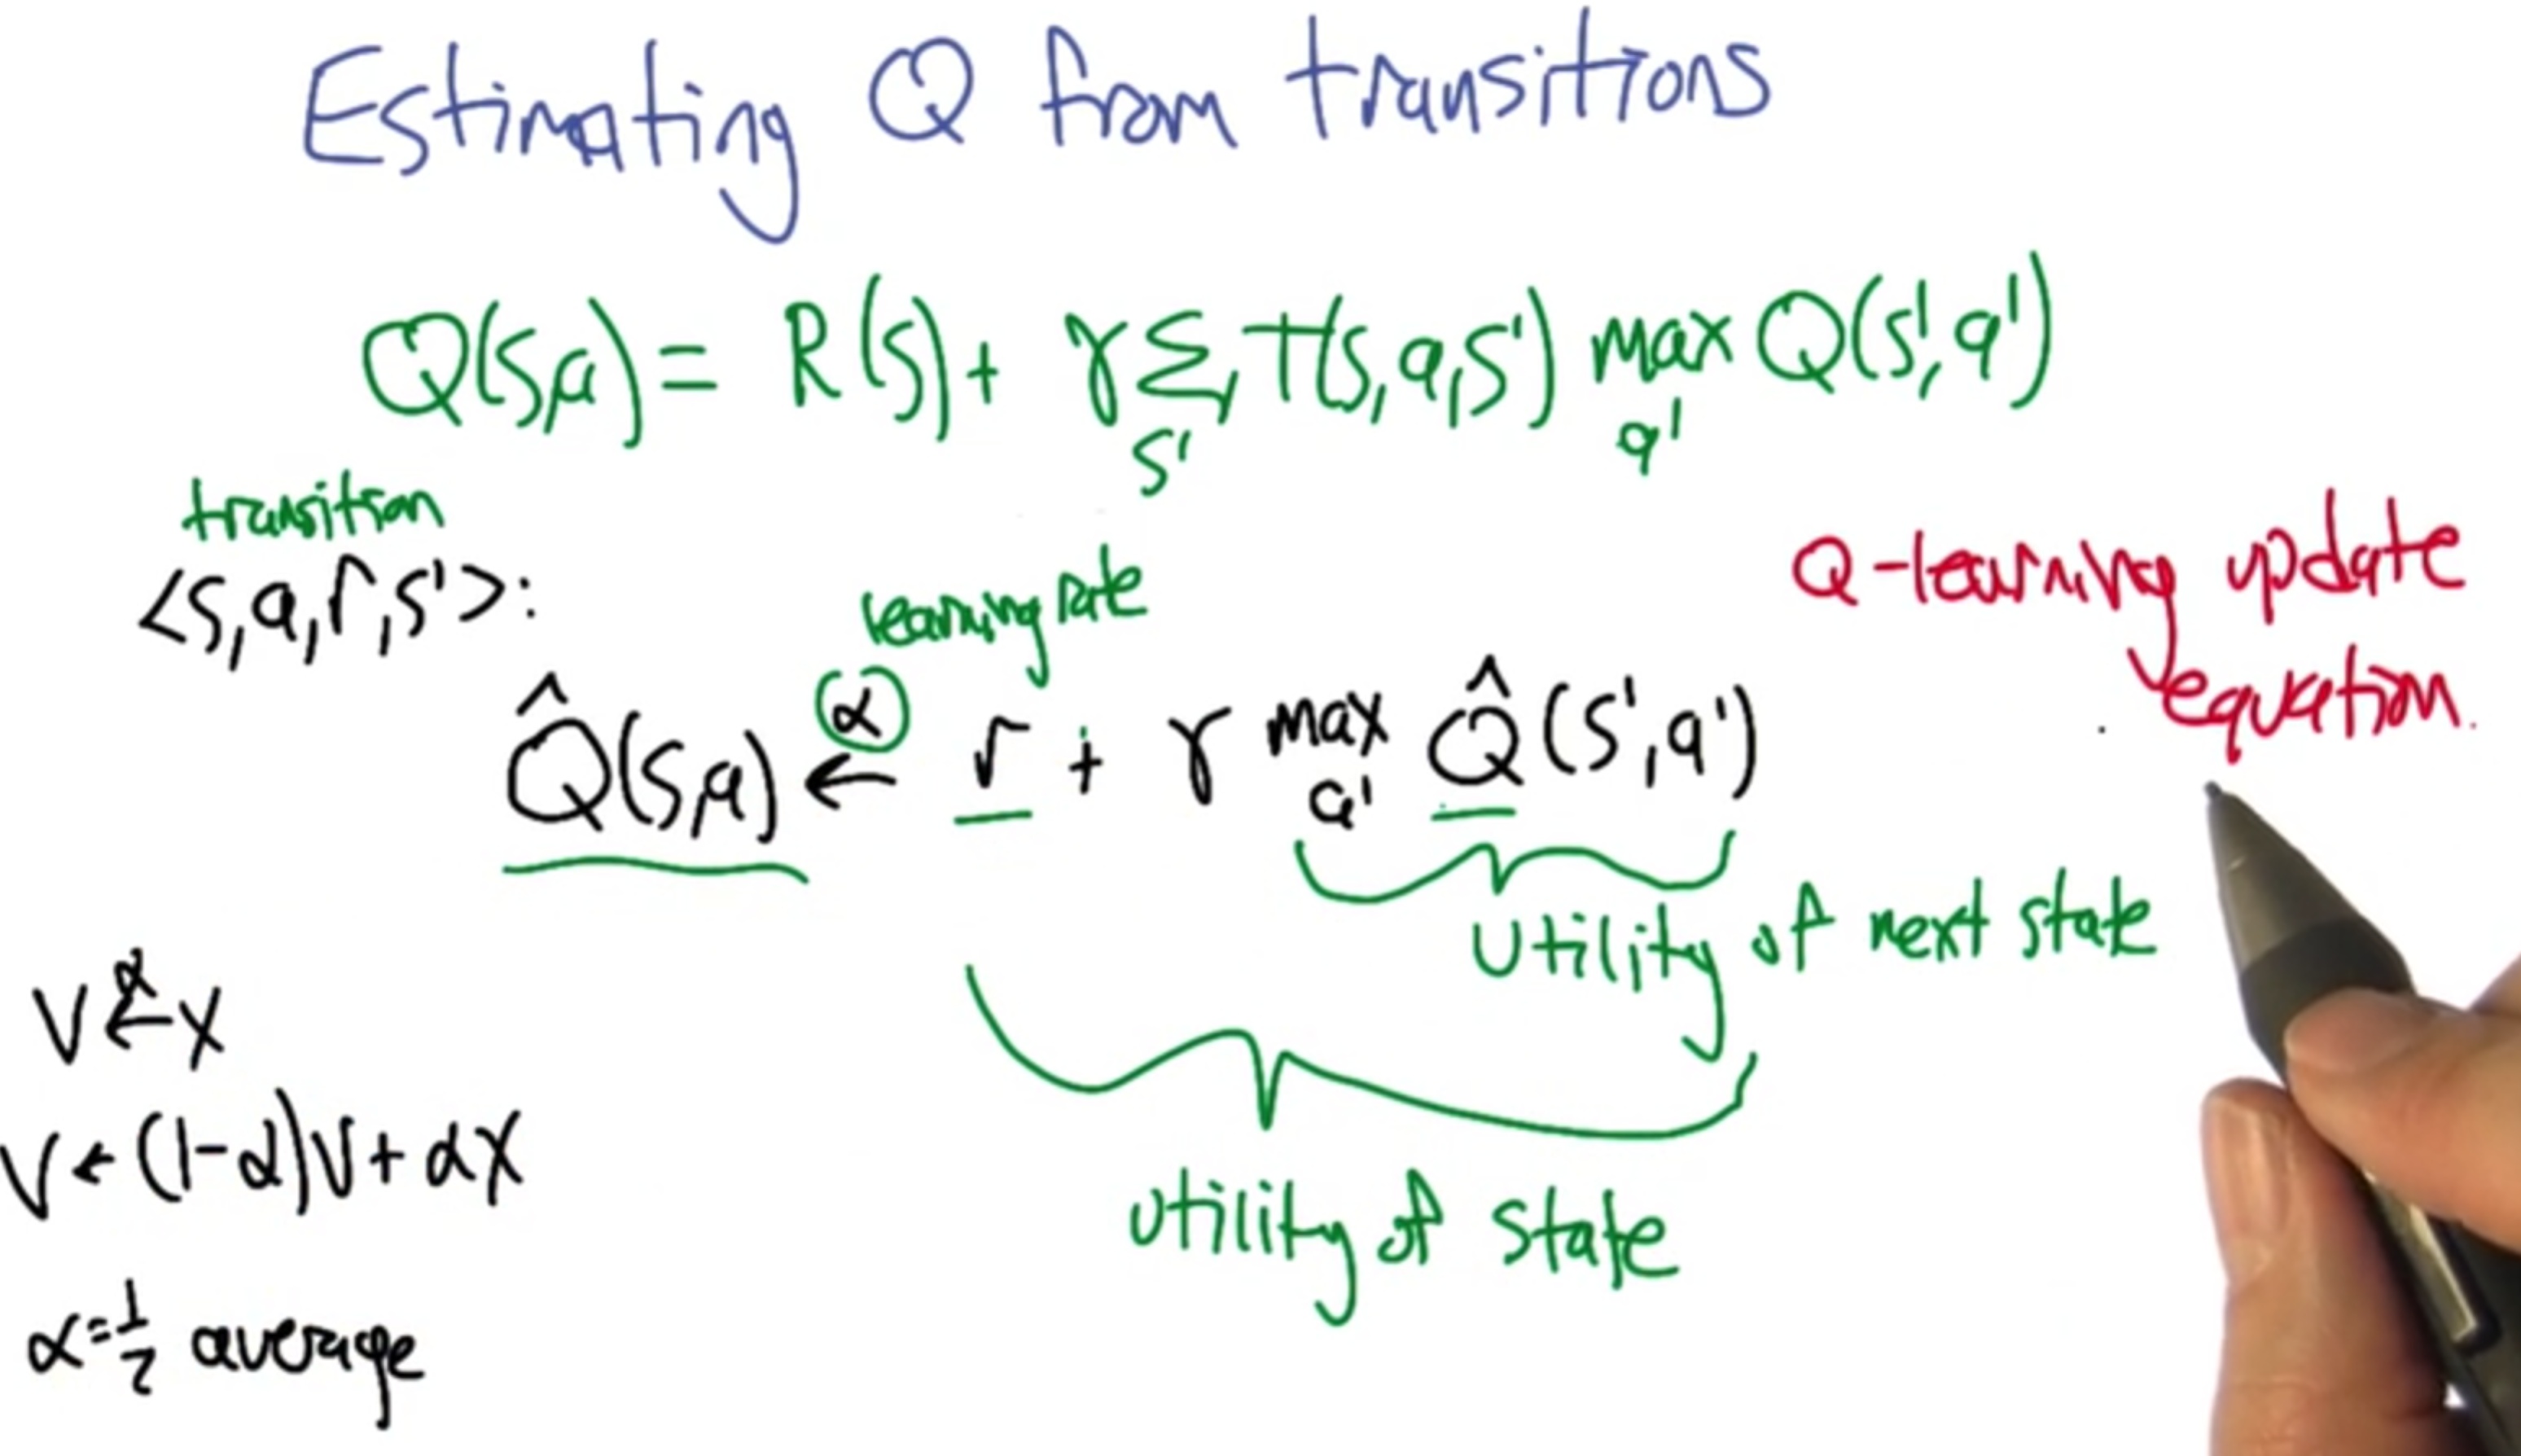 Estimating Q from transitions
Q(s,a) = R(s) + γ Σ T(s,a,s') max Q(s',a')
s' a'
transition
<s,a,r,s'>:
learning rate
Q-learning update
equation.
α
Q̂(s,a) ← r + γ max Q̂(s',a')
a'
utility of next state
utility of state
α
V ← X
V ← (1-α)V + αX
α=1/2 average